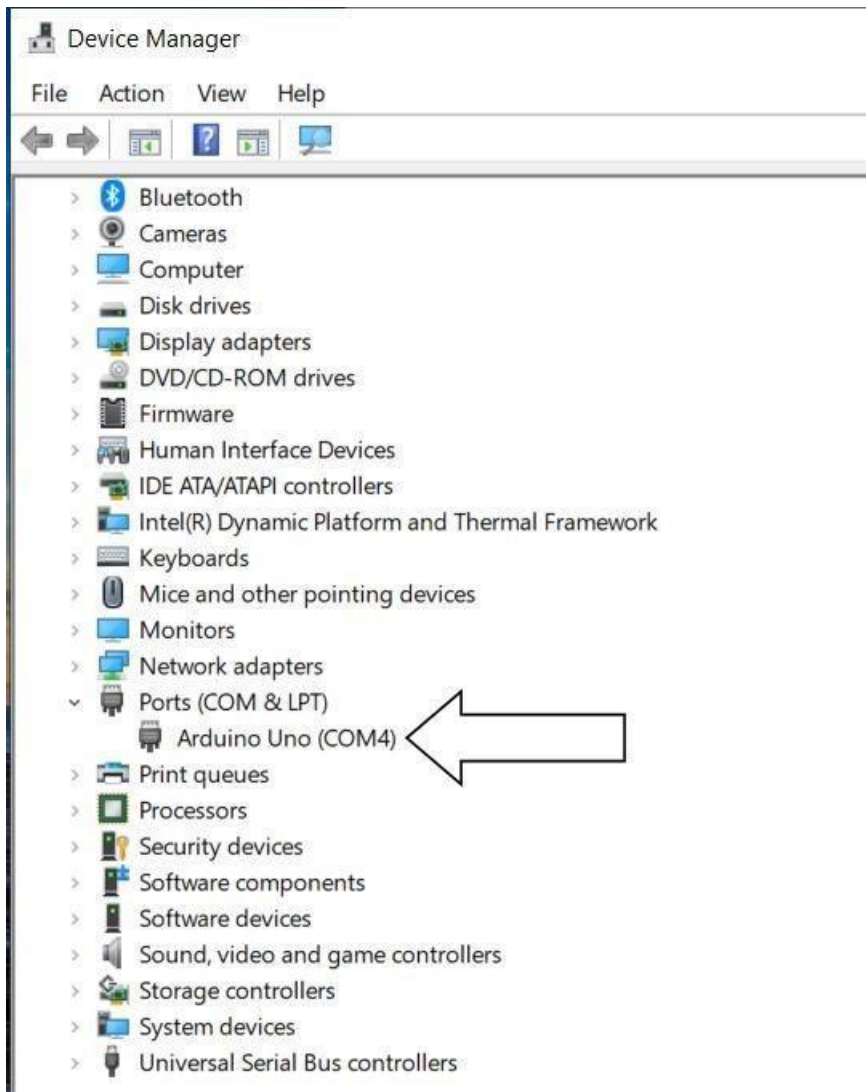 Device Manager
File Action View Help
Bluetooth
Cameras
Computer
Disk drives
Display adapters
DVD/CD-ROM drives
Firmware
Human Interface Devices
IDE ATA/ATAPI controllers
Intel(R) Dynamic Platform and Thermal Framework
Keyboards
Mice and other pointing devices
Monitors
Network adapters
Ports (COM & LPT)
Arduino Uno (COM4)
Print queues
Processors
Security devices
Software components
Software devices
Sound, video and game controllers
Storage controllers
System devices
Universal Serial Bus controllers